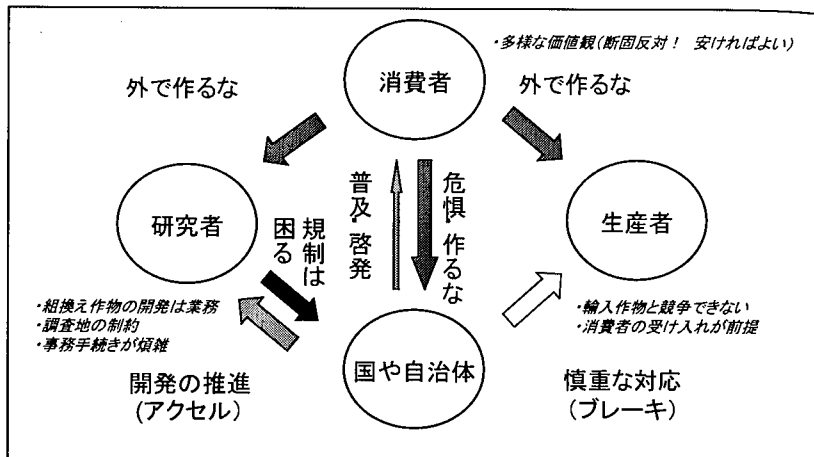 ・多様な価値観(断固反対！ 安ければよい)
消費者
外で作るな
外で作るな
普及・啓発
危惧・作るな
研究者
規制は
困る
生産者
・組換え作物の開発は業務
・調査地の制約
・事務手続きが煩雑
・輸入作物と競争できない
・消費者の受け入れが前提
国や自治体
開発の推進
(アクセル)
慎重な対応
(ブレーキ)